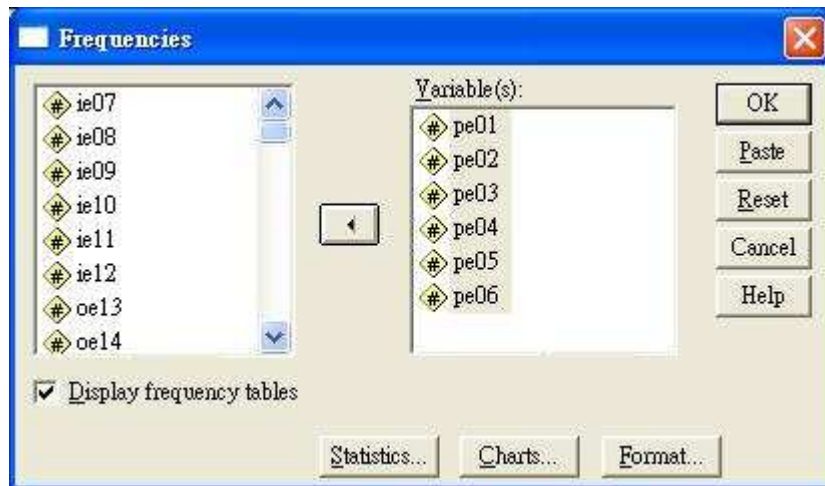 Frequencies
ie07
ie08
ie09
ie10
ie11
ie12
oe13
oe14
Variable(s):
pe01
pe02
pe03
pe04
pe05
pe06
OK
Paste
Reset
Cancel
Help
Display frequency tables
Statistics...
Charts...
Format...